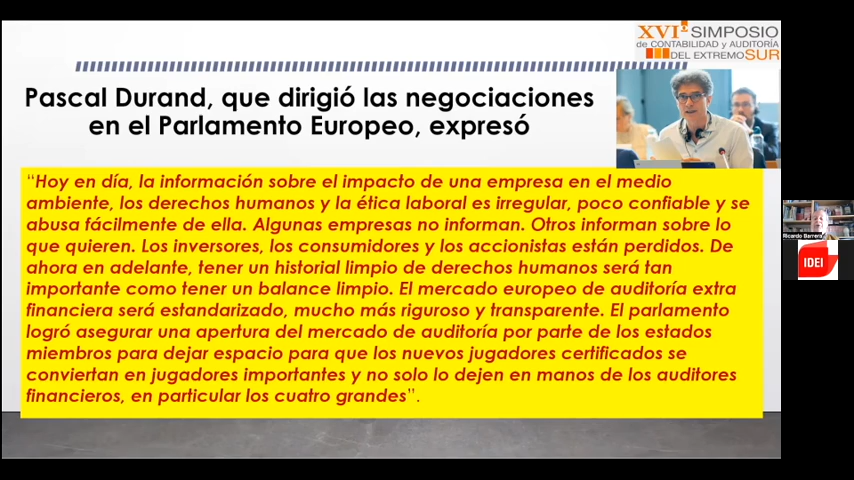 XVI SIMPOSIO
de CONTABILIDAD y AUDITORÍA
DEL EXTREMO SUR
Pascal Durand, que dirigió las negociaciones
en el Parlamento Europeo, expresó
“Hoy en día, la información sobre el impacto de una empresa en el medio
ambiente, los derechos humanos y la ética laboral es irregular, poco confiable y se
abusa fácilmente de ella. Algunas empresas no informan. Otros informan sobre lo
que quieren. Los inversores, los consumidores y los accionistas están perdidos. De
ahora en adelante, tener un historial limpio de derechos humanos será tan
importante como tener un balance limpio. El mercado europeo de auditoría extra
financiera será estandarizado, mucho más riguroso y transparente. El parlamento
logró asegurar una apertura del mercado de auditoría por parte de los estados
miembros para dejar espacio para que los nuevos jugadores certificados se
conviertan en jugadores importantes y no solo lo dejen en manos de los auditores
financieros, en particular los cuatro grandes”.
Ricardo Barrera
IDEI